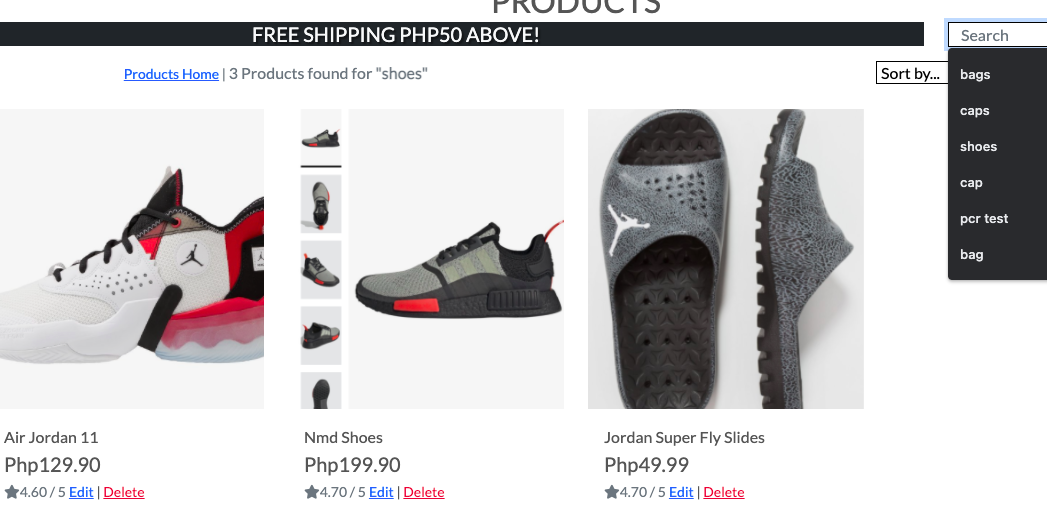 PRODUCTS
FREE SHIPPING PHP50 ABOVE!
Search
Products Home | 3 Products found for "shoes"
Sort by...
bags
caps
shoes
cap
pcr test
bag
Air Jordan 11
Php129.90
4.60 / 5 Edit | Delete
Nmd Shoes
Php199.90
4.70 / 5 Edit | Delete
Jordan Super Fly Slides
Php49.99
4.70 / 5 Edit | Delete